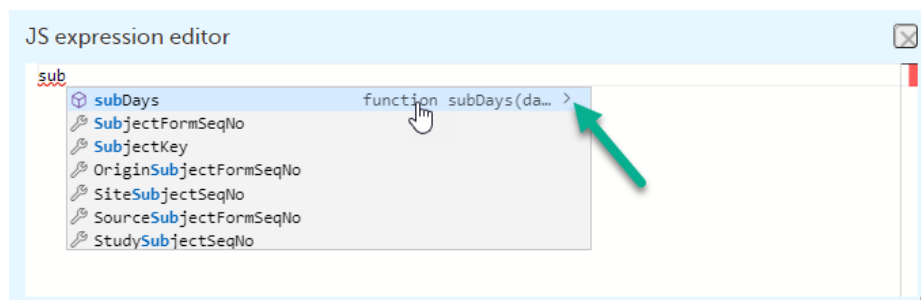 JS expression editor
sub
subDays function subDays(da… >
SubjectFormSeqNo
SubjectKey
OriginSubjectFormSeqNo
SiteSubjectSeqNo
SourceSubjectFormSeqNo
StudySubjectSeqNo